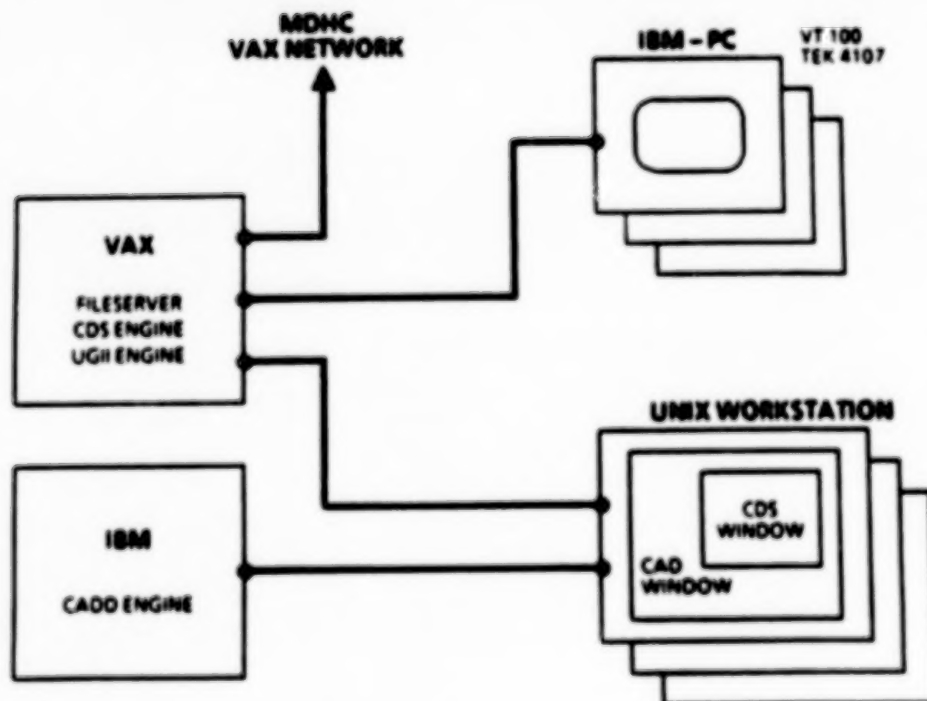 MDHC
VAX NETWORK
IBM - PC
VT 100
TEK 4107
VAX
FILESERVER
CDS ENGINE
UGII ENGINE
UNIX WORKSTATION
CDS
WINDOW
CAD
WINDOW
IBM
CADD ENGINE